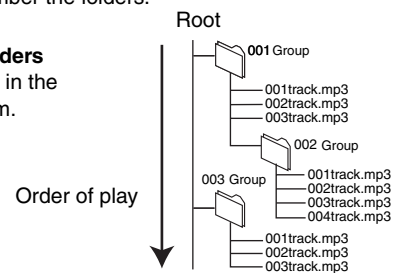 mber the folders.
Root
ders
in the
m.
001 Group
001track.mp3
002track.mp3
003track.mp3
002 Group
001track.mp3
002track.mp3
003track.mp3
004track.mp3
Order of play
003 Group
001track.mp3
002track.mp3
003track.mp3